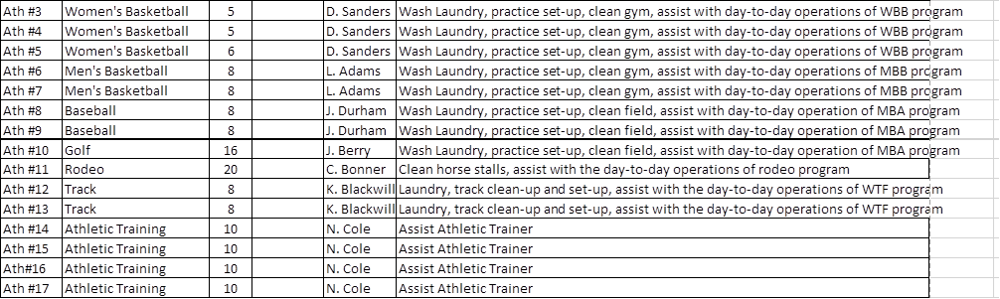 Ath #3 Women's Basketball 5 D. Sanders Wash Laundry, practice set-up, clean gym, assist with day-to-day operations of WBB program
Ath #4 Women's Basketball 5 D. Sanders Wash Laundry, practice set-up, clean gym, assist with day-to-day operations of WBB program
Ath #5 Women's Basketball 6 D. Sanders Wash Laundry, practice set-up, clean gym, assist with day-to-day operations of WBB program
Ath #6 Men's Basketball 8 L. Adams Wash Laundry, practice set-up, clean gym, assist with day-to-day operations of MBB program
Ath #7 Men's Basketball 8 L. Adams Wash Laundry, practice set-up, clean gym, assist with day-to-day operations of MBB program
Ath #8 Baseball 8 J. Durham Wash Laundry, practice set-up, clean field, assist with day-to-day operation of MBA program
Ath #9 Baseball 8 J. Durham Wash Laundry, practice set-up, clean field, assist with day-to-day operation of MBA program
Ath #10 Golf 16 J. Berry Wash Laundry, practice set-up, clean field, assist with day-to-day operation of MBA program
Ath #11 Rodeo 20 C. Bonner Clean horse stalls, assist with the day-to-day operations of rodeo program
Ath #12 Track 8 K. Blackwill Laundry, track clean-up and set-up, assist with the day-to-day operations of WTF program
Ath #13 Track 8 K. Blackwill Laundry, track clean-up and set-up, assist with the day-to-day operations of WTF program
Ath #14 Athletic Training 10 N. Cole Assist Athletic Trainer
Ath #15 Athletic Training 10 N. Cole Assist Athletic Trainer
Ath#16 Athletic Training 10 N. Cole Assist Athletic Trainer
Ath #17 Athletic Training 10 N. Cole Assist Athletic Trainer